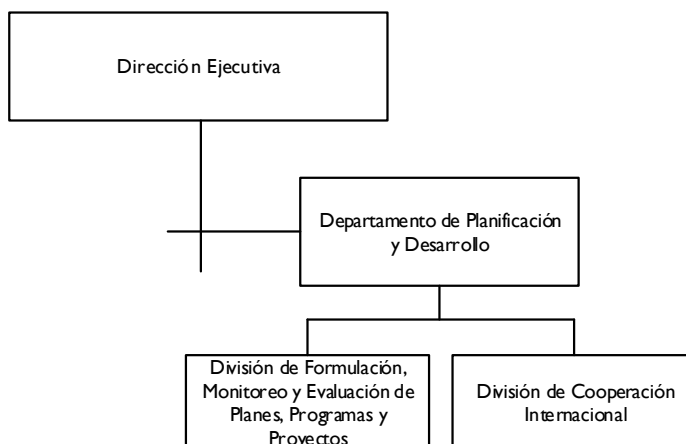 Dirección Ejecutiva
Departamento de Planificación
y Desarrollo
División de Formulación,
Monitoreo y Evaluación de
Planes, Programas y
Proyectos
División de Cooperación
Internacional